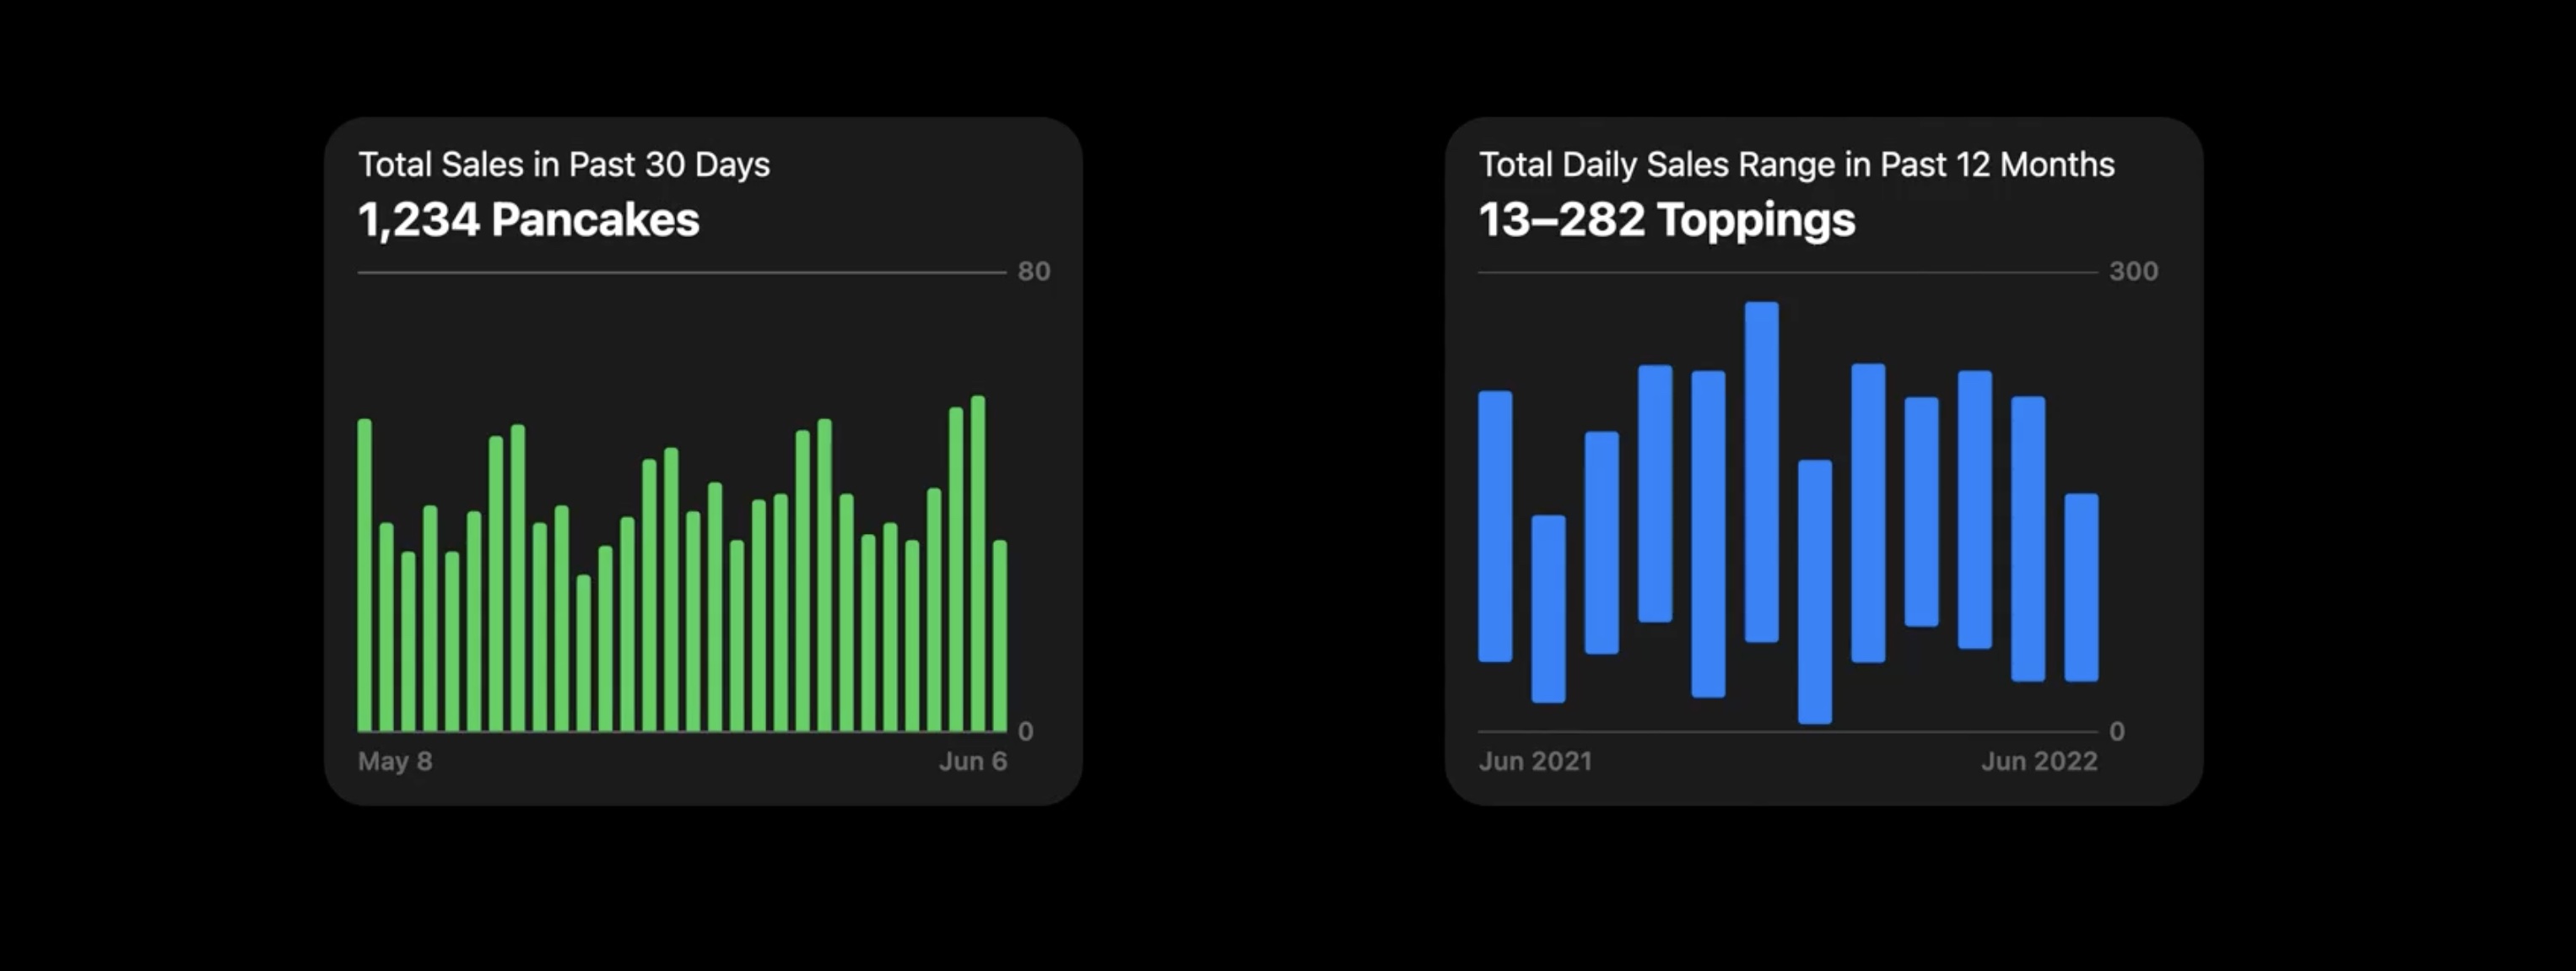 Total Sales in Past 30 Days
1,234 Pancakes
80
0
May 8
Jun 6
Total Daily Sales Range in Past 12 Months
13–282 Toppings
300
0
Jun 2021
Jun 2022